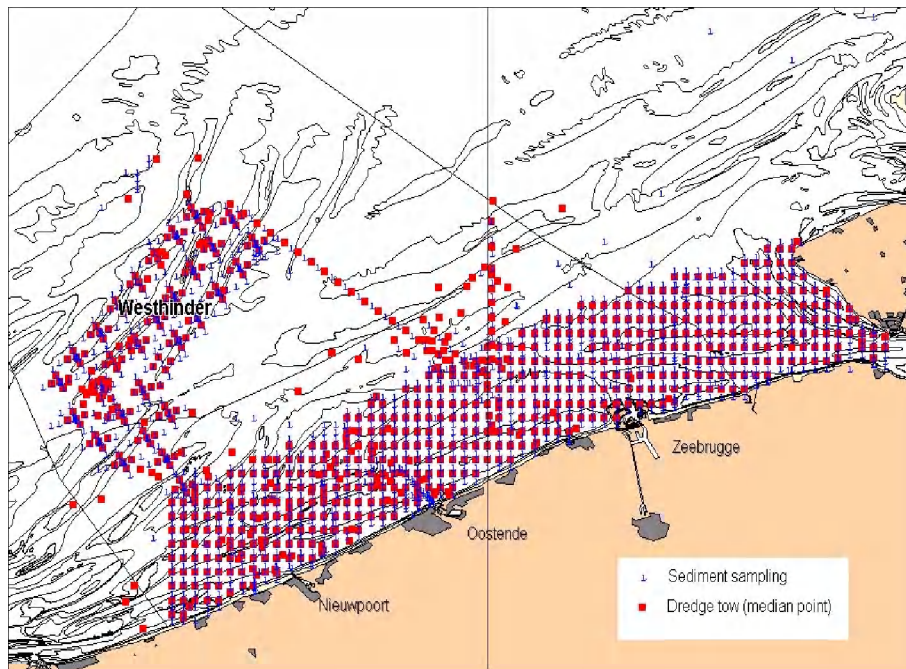 Westhinder
Zeebrugge
Oostende
Nieuwpoort
Sediment sampling
Dredge tow (median point)